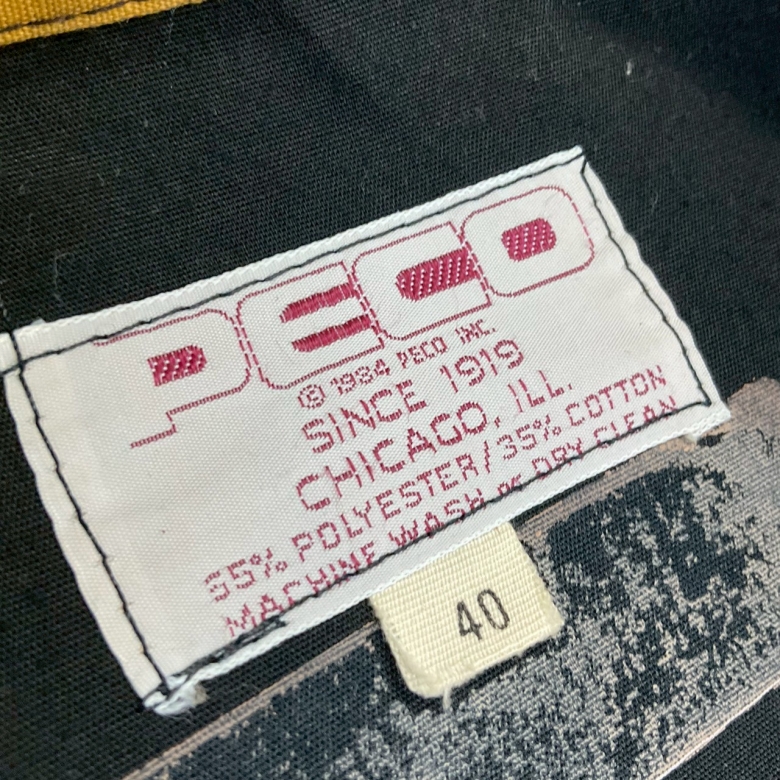 PECO
© 1984 PECO INC.
SINCE 1919
CHICAGO, ILL.
55% POLYESTER/35% COTTON
MACHINE WASH OR DRY CLEAN
40